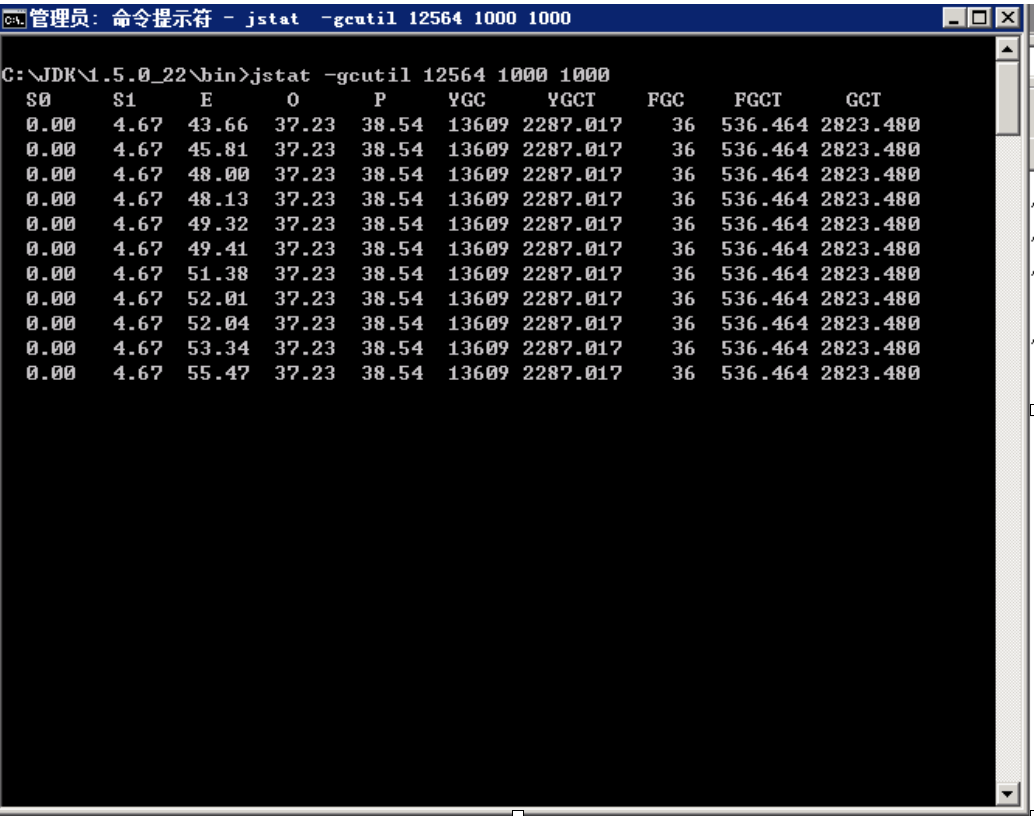 管理员: 命令提示符 - jstat -gcutil 12564 1000 1000
C:\JDK\1.5.0_22\bin>jstat -gcutil 12564 1000 1000
S0 S1 E O P YGC YGCT FGC FGCT GCT
0.00 4.67 43.66 37.23 38.54 13609 2287.017 36 536.464 2823.480
0.00 4.67 45.81 37.23 38.54 13609 2287.017 36 536.464 2823.480
0.00 4.67 48.00 37.23 38.54 13609 2287.017 36 536.464 2823.480
0.00 4.67 48.13 37.23 38.54 13609 2287.017 36 536.464 2823.480
0.00 4.67 49.32 37.23 38.54 13609 2287.017 36 536.464 2823.480
0.00 4.67 49.41 37.23 38.54 13609 2287.017 36 536.464 2823.480
0.00 4.67 51.38 37.23 38.54 13609 2287.017 36 536.464 2823.480
0.00 4.67 52.01 37.23 38.54 13609 2287.017 36 536.464 2823.480
0.00 4.67 52.04 37.23 38.54 13609 2287.017 36 536.464 2823.480
0.00 4.67 53.34 37.23 38.54 13609 2287.017 36 536.464 2823.480
0.00 4.67 55.47 37.23 38.54 13609 2287.017 36 536.464 2823.480